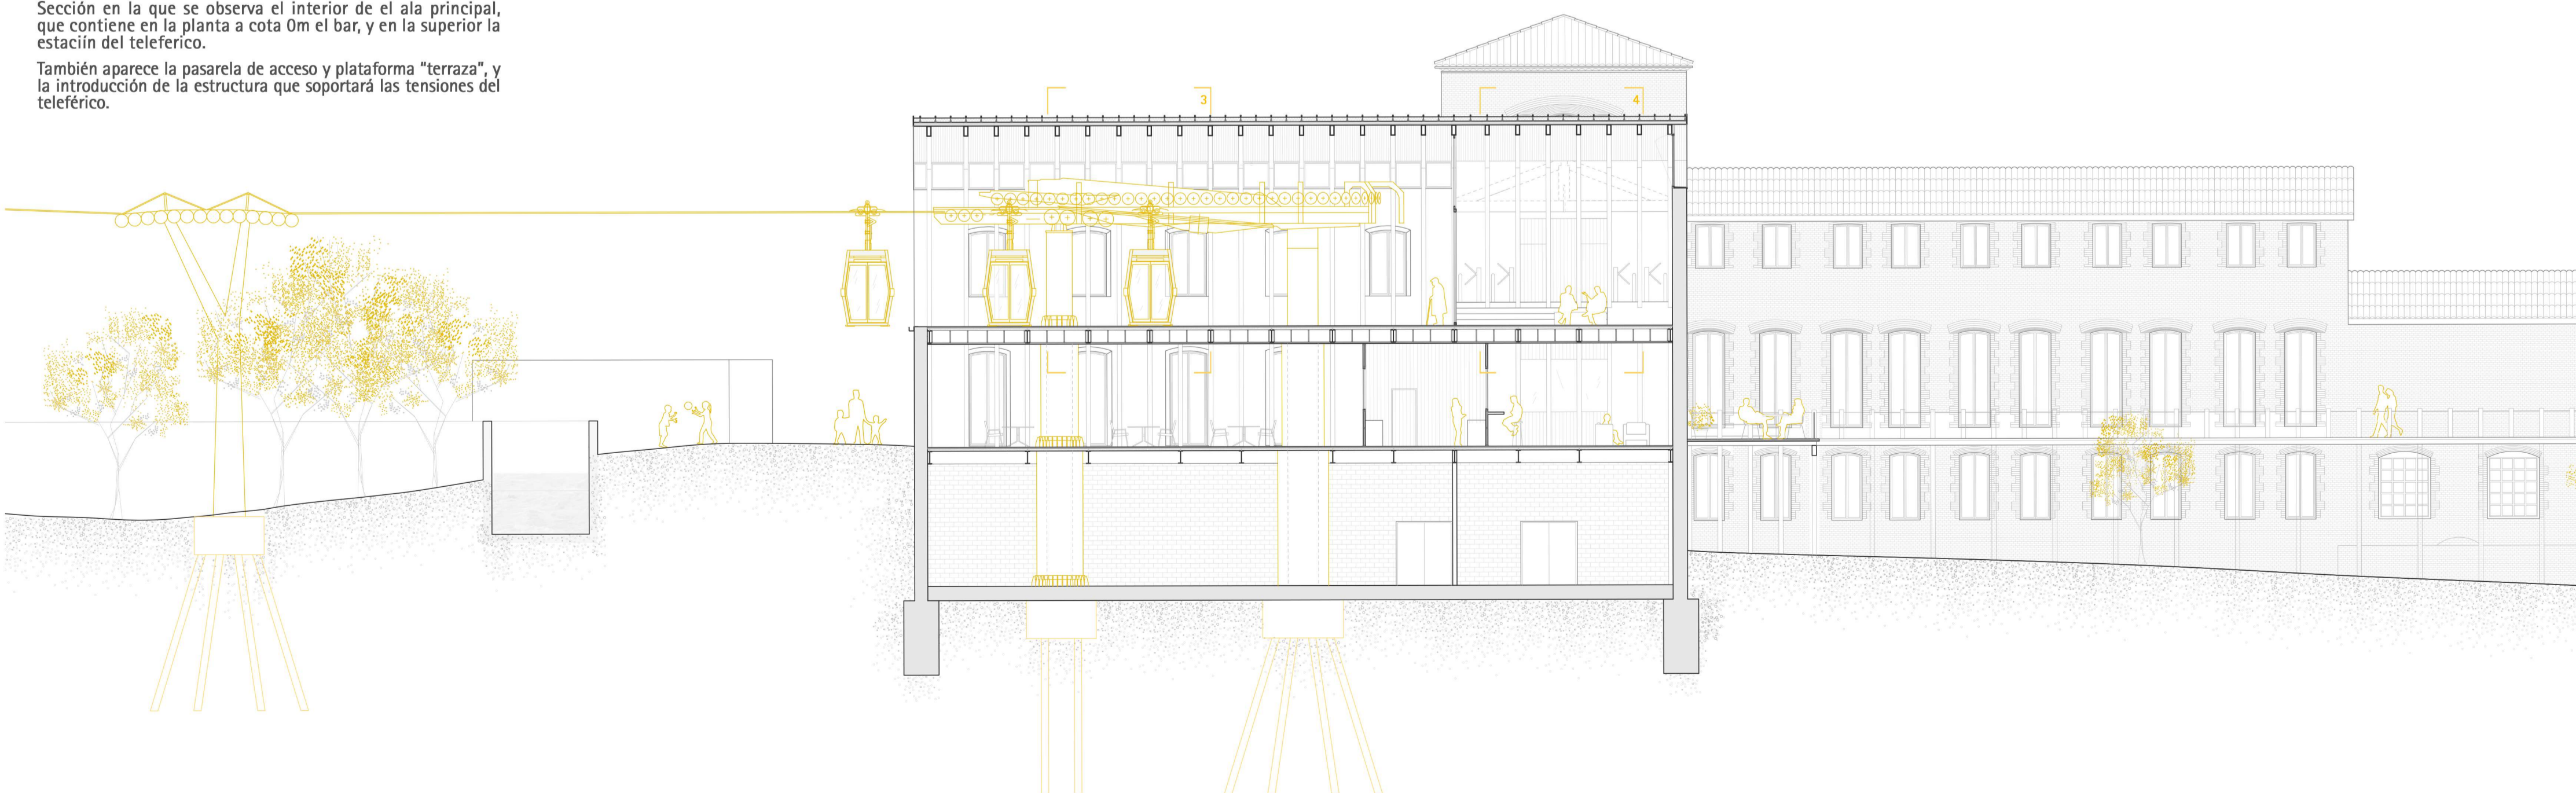 Sección en la que se observa el interior de el ala principal,
que contiene en la planta a cota 0m el bar, y en la superior la
estaciín del teleferico.
También aparece la pasarela de acceso y plataforma "terraza", y
la introducción de la estructura que soportará las tensiones del
teleférico.
3
4